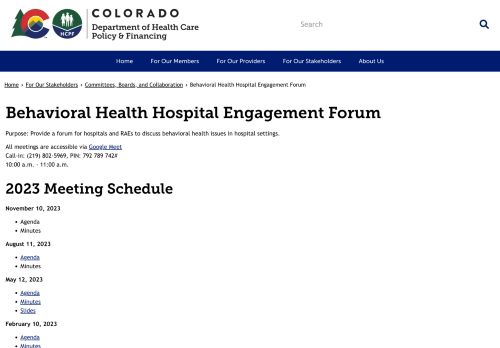 COLORADO
Department of Health Care
Policy & Financing
HCPF
Search
Home
For Our Members
For Our Providers
For Our Stakeholders
About Us
Home › For Our Stakeholders › Committees, Boards, and Collaboration › Behavioral Health Hospital Engagement Forum
Behavioral Health Hospital Engagement Forum
Purpose: Provide a forum for hospitals and RAEs to discuss behavioral health issues in hospital settings.
All meetings are accessible via Google Meet
Call-in: (219) 802-5969, PIN: 792 789 742#
10:00 a.m. - 11:00 a.m.
2023 Meeting Schedule
November 10, 2023
• Agenda
• Minutes
August 11, 2023
• Agenda
• Minutes
May 12, 2023
• Agenda
• Minutes
• Slides
February 10, 2023
• Agenda
• Minutes